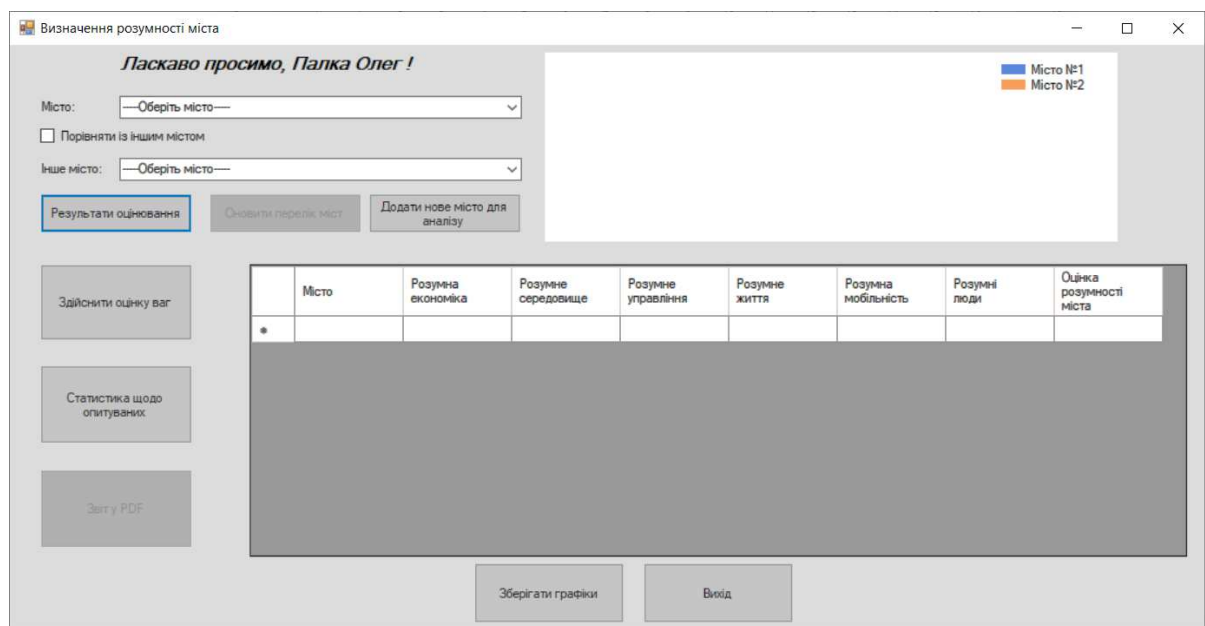 Визначення розумності міста
Ласкаво просимо, Палка Олег !
Місто №1
Місто №2
Місто:
----Оберіть місто----
Порівняти із іншим містом
Інше місто:
----Оберіть місто----
Результати оцінювання
Оновити перелік міст
Додати нове місто для
аналізу
Здійснити оцінку ваг
Статистика щодо
опитуваних
Звіт у PDF
Місто
Розумна
економіка
Розумне
середовище
Розумне
управління
Розумне
життя
Розумна
мобільність
Розумні
люди
Оцінка
розумності
міста
Зберігати графіки
Вихід